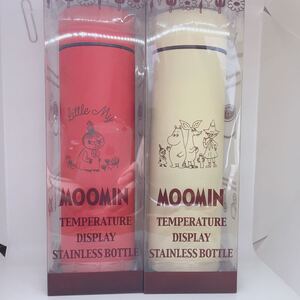 Little My
MOOMIN
TEMPERATURE
DISPLAY
STAINLESS BOTTLE
MOOMIN
TEMPERATURE
DISPLAY
STAINLESS BOTTLE